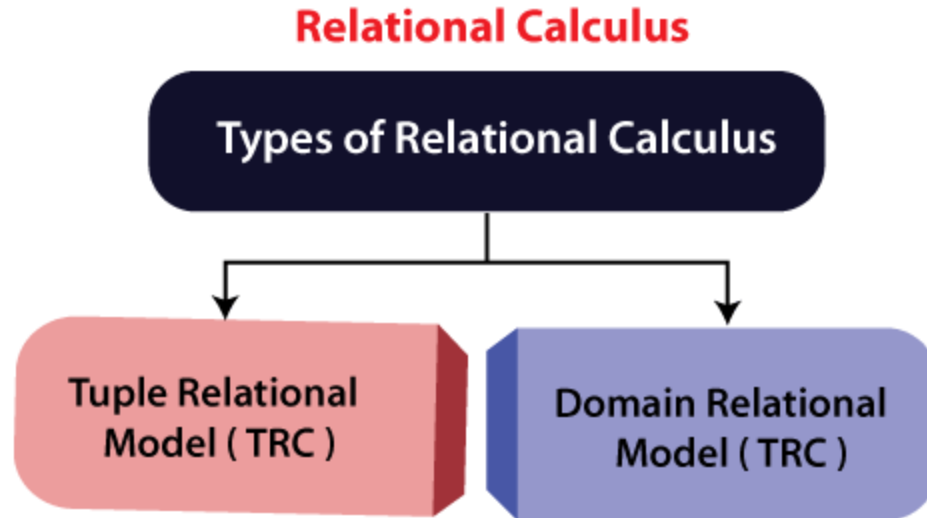 Relational Calculus
Types of Relational Calculus
Tuple Relational
Model ( TRC )
Domain Relational
Model ( TRC )